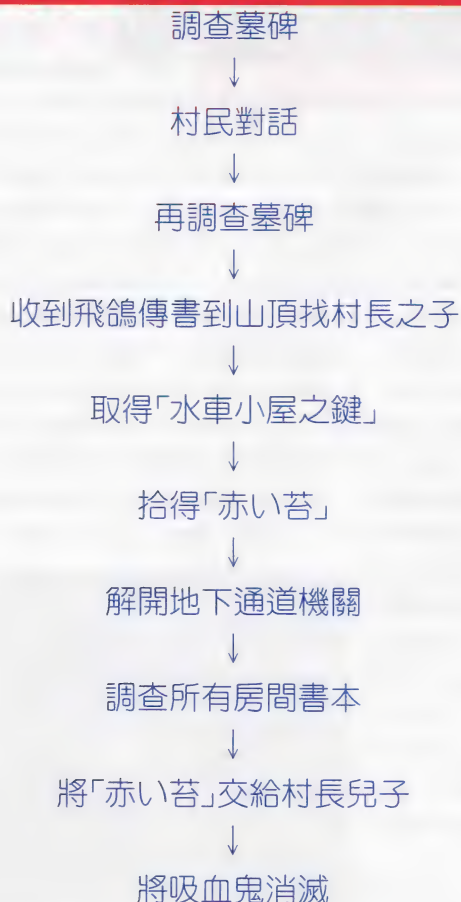 調查墓碑
↓
村民對話
↓
再調查墓碑
↓
收到飛鴿傳書到山頂找村長之子
↓
取得「水車小屋之鍵」
↓
拾得「赤い苔」
↓
解開地下通道機關
↓
調查所有房間書本
↓
將「赤い苔」交給村長兒子
↓
將吸血鬼消滅